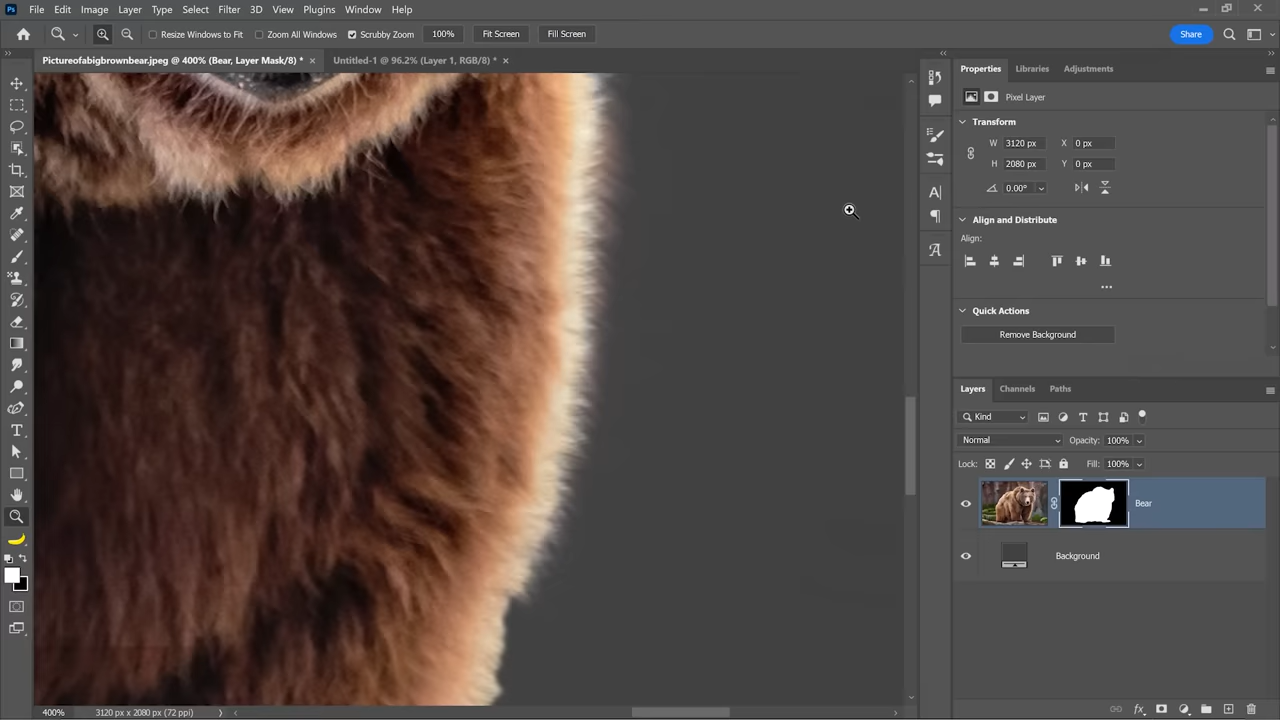 Ps File Edit Image Layer Type Select Filter 3D View Plugins Window Help
Resize Windows to Fit Zoom All Windows Scrubby Zoom 100% Fit Screen Fill Screen Share
Pictureofabigbrownbear.jpeg @ 400% (Bear, Layer Mask/8) * × Untitled-1 @ 96.2% (Layer 1, RGB/8) * ×
Properties Libraries Adjustments
Pixel Layer
Transform
W 3120 px X 0 px
H 2080 px Y 0 px
0.00°
Align and Distribute
Align:
Quick Actions
Remove Background
Layers Channels Paths
Kind
Normal Opacity: 100%
Lock: Fill: 100%
Bear
Background
400% 3120 px x 2080 px (72 ppi)